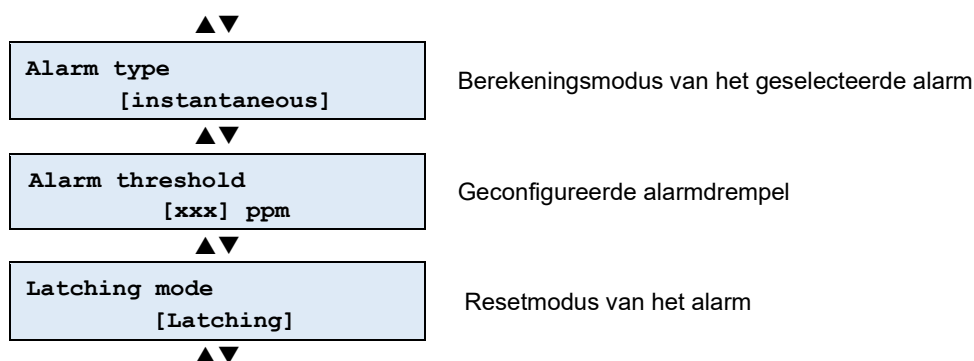 ▲▼
Alarm type
[instantaneous]
Berekeningsmodus van het geselecteerde alarm
▲▼
Alarm threshold
[xxx] ppm
Geconfigureerde alarmdrempel
▲▼
Latching mode
[Latching]
Resetmodus van het alarm
▲▼